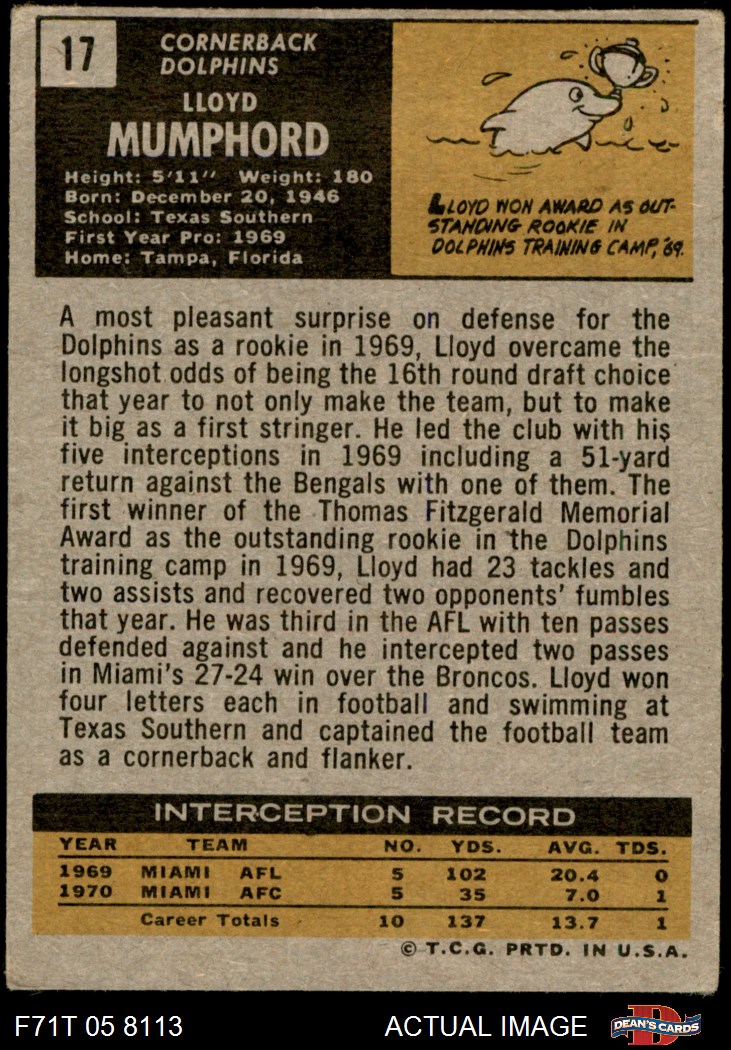 17
CORNERBACK
DOLPHINS
LLOYD
MUMPHORD
Height: 5'11" Weight: 180
Born: December 20, 1946
School: Texas Southern
First Year Pro: 1969
Home: Tampa, Florida
LLOYD WON AWARD AS OUT-
STANDING ROOKIE IN
DOLPHINS TRAINING CAMP, '69.
A most pleasant surprise on defense for the
Dolphins as a rookie in 1969, Lloyd overcame the
longshot odds of being the 16th round draft choice
that year to not only make the team, but to make
it big as a first stringer. He led the club with his
five interceptions in 1969 including a 51-yard
return against the Bengals with one of them. The
first winner of the Thomas Fitzgerald Memorial
Award as the outstanding rookie in the Dolphins
training camp in 1969, Lloyd had 23 tackles and
two assists and recovered two opponents' fumbles
that year. He was third in the AFL with ten passes
defended against and he intercepted two passes
in Miami's 27-24 win over the Broncos. Lloyd won
four letters each in football and swimming at
Texas Southern and captained the football team
as a cornerback and flanker.
INTERCEPTION RECORD
YEAR TEAM NO. YDS. AVG. TDS.
1969 MIAMI AFL 5 102 20.4 0
1970 MIAMI AFC 5 35 7.0 1
Career Totals 10 137 13.7 1
© T.C.G. PRTD. IN U.S.A.
F71T 05 8113 ACTUAL IMAGE D DEAN'S CARDS